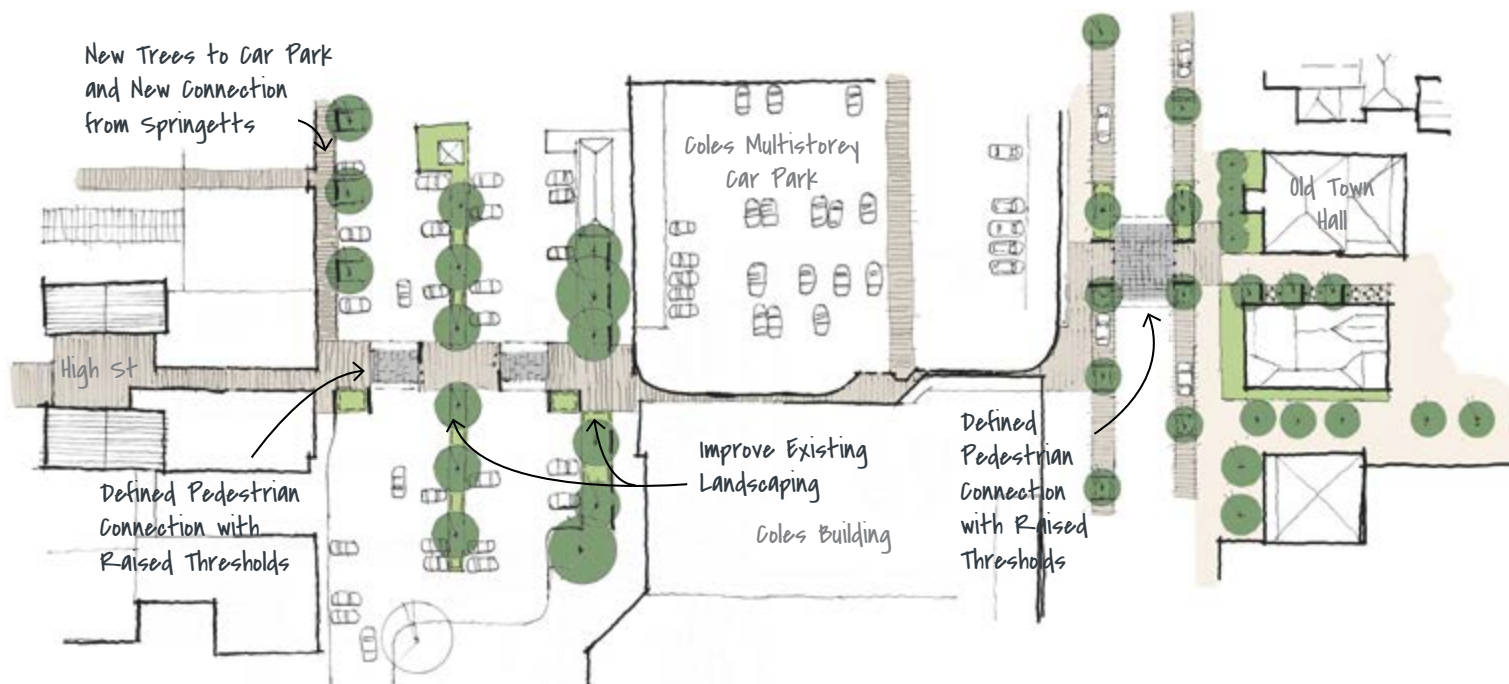 New Trees to Car Park
and New Connection
from Springetts
Coles Multistorey
Car Park
Old Town
Hall
High St
Defined Pedestrian
Connection with
Raised Thresholds
Improve Existing
Landscaping
Coles Building
Defined
Pedestrian
Connection
with Raised
Thresholds